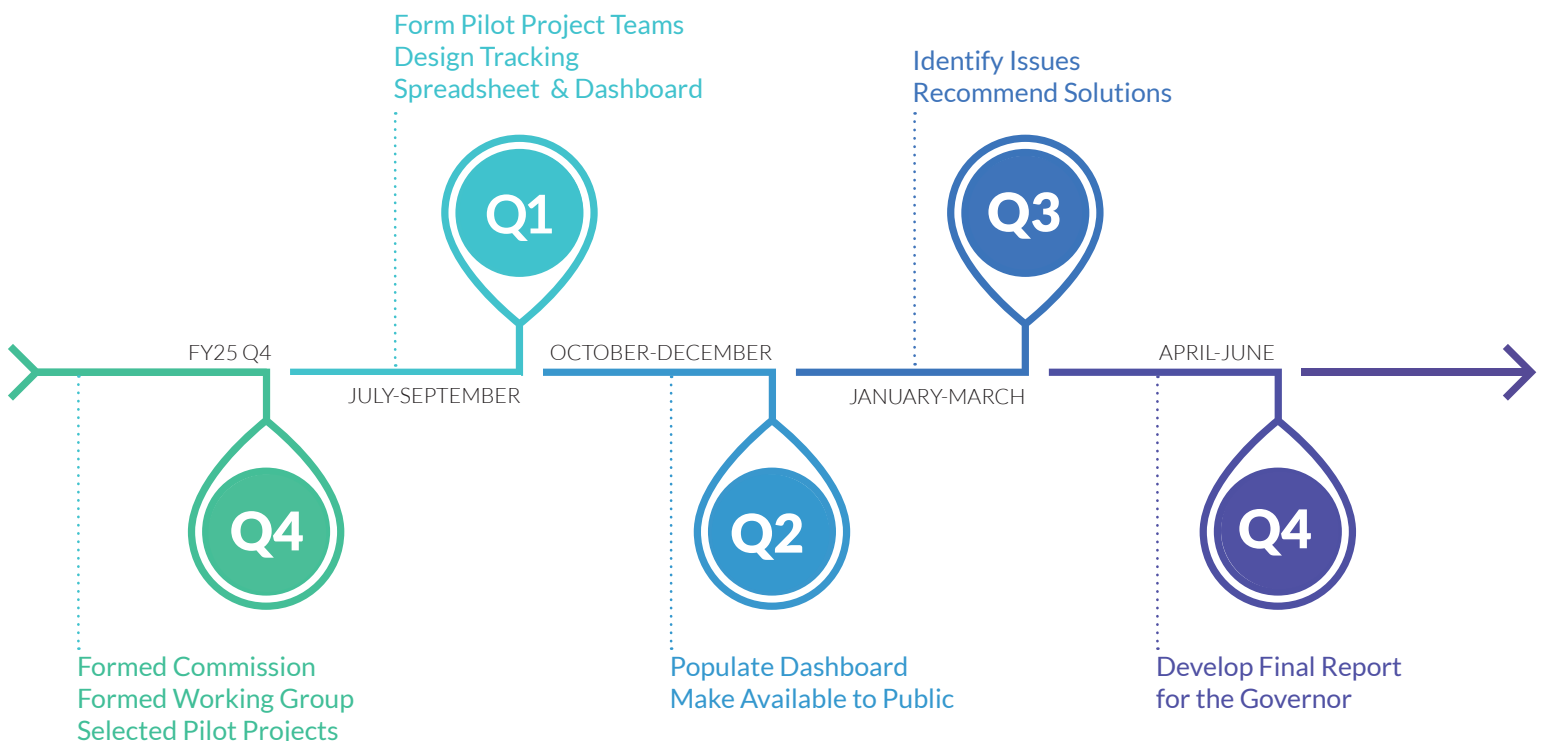 Form Pilot Project Teams
Design Tracking
Spreadsheet & Dashboard
Identify Issues
Recommend Solutions
Q1
Q3
FY25 Q4
OCTOBER-DECEMBER
APRIL-JUNE
JULY-SEPTEMBER
JANUARY-MARCH
Q4
Q2
Q4
Formed Commission
Formed Working Group
Selected Pilot Projects
Populate Dashboard
Make Available to Public
Develop Final Report
for the Governor